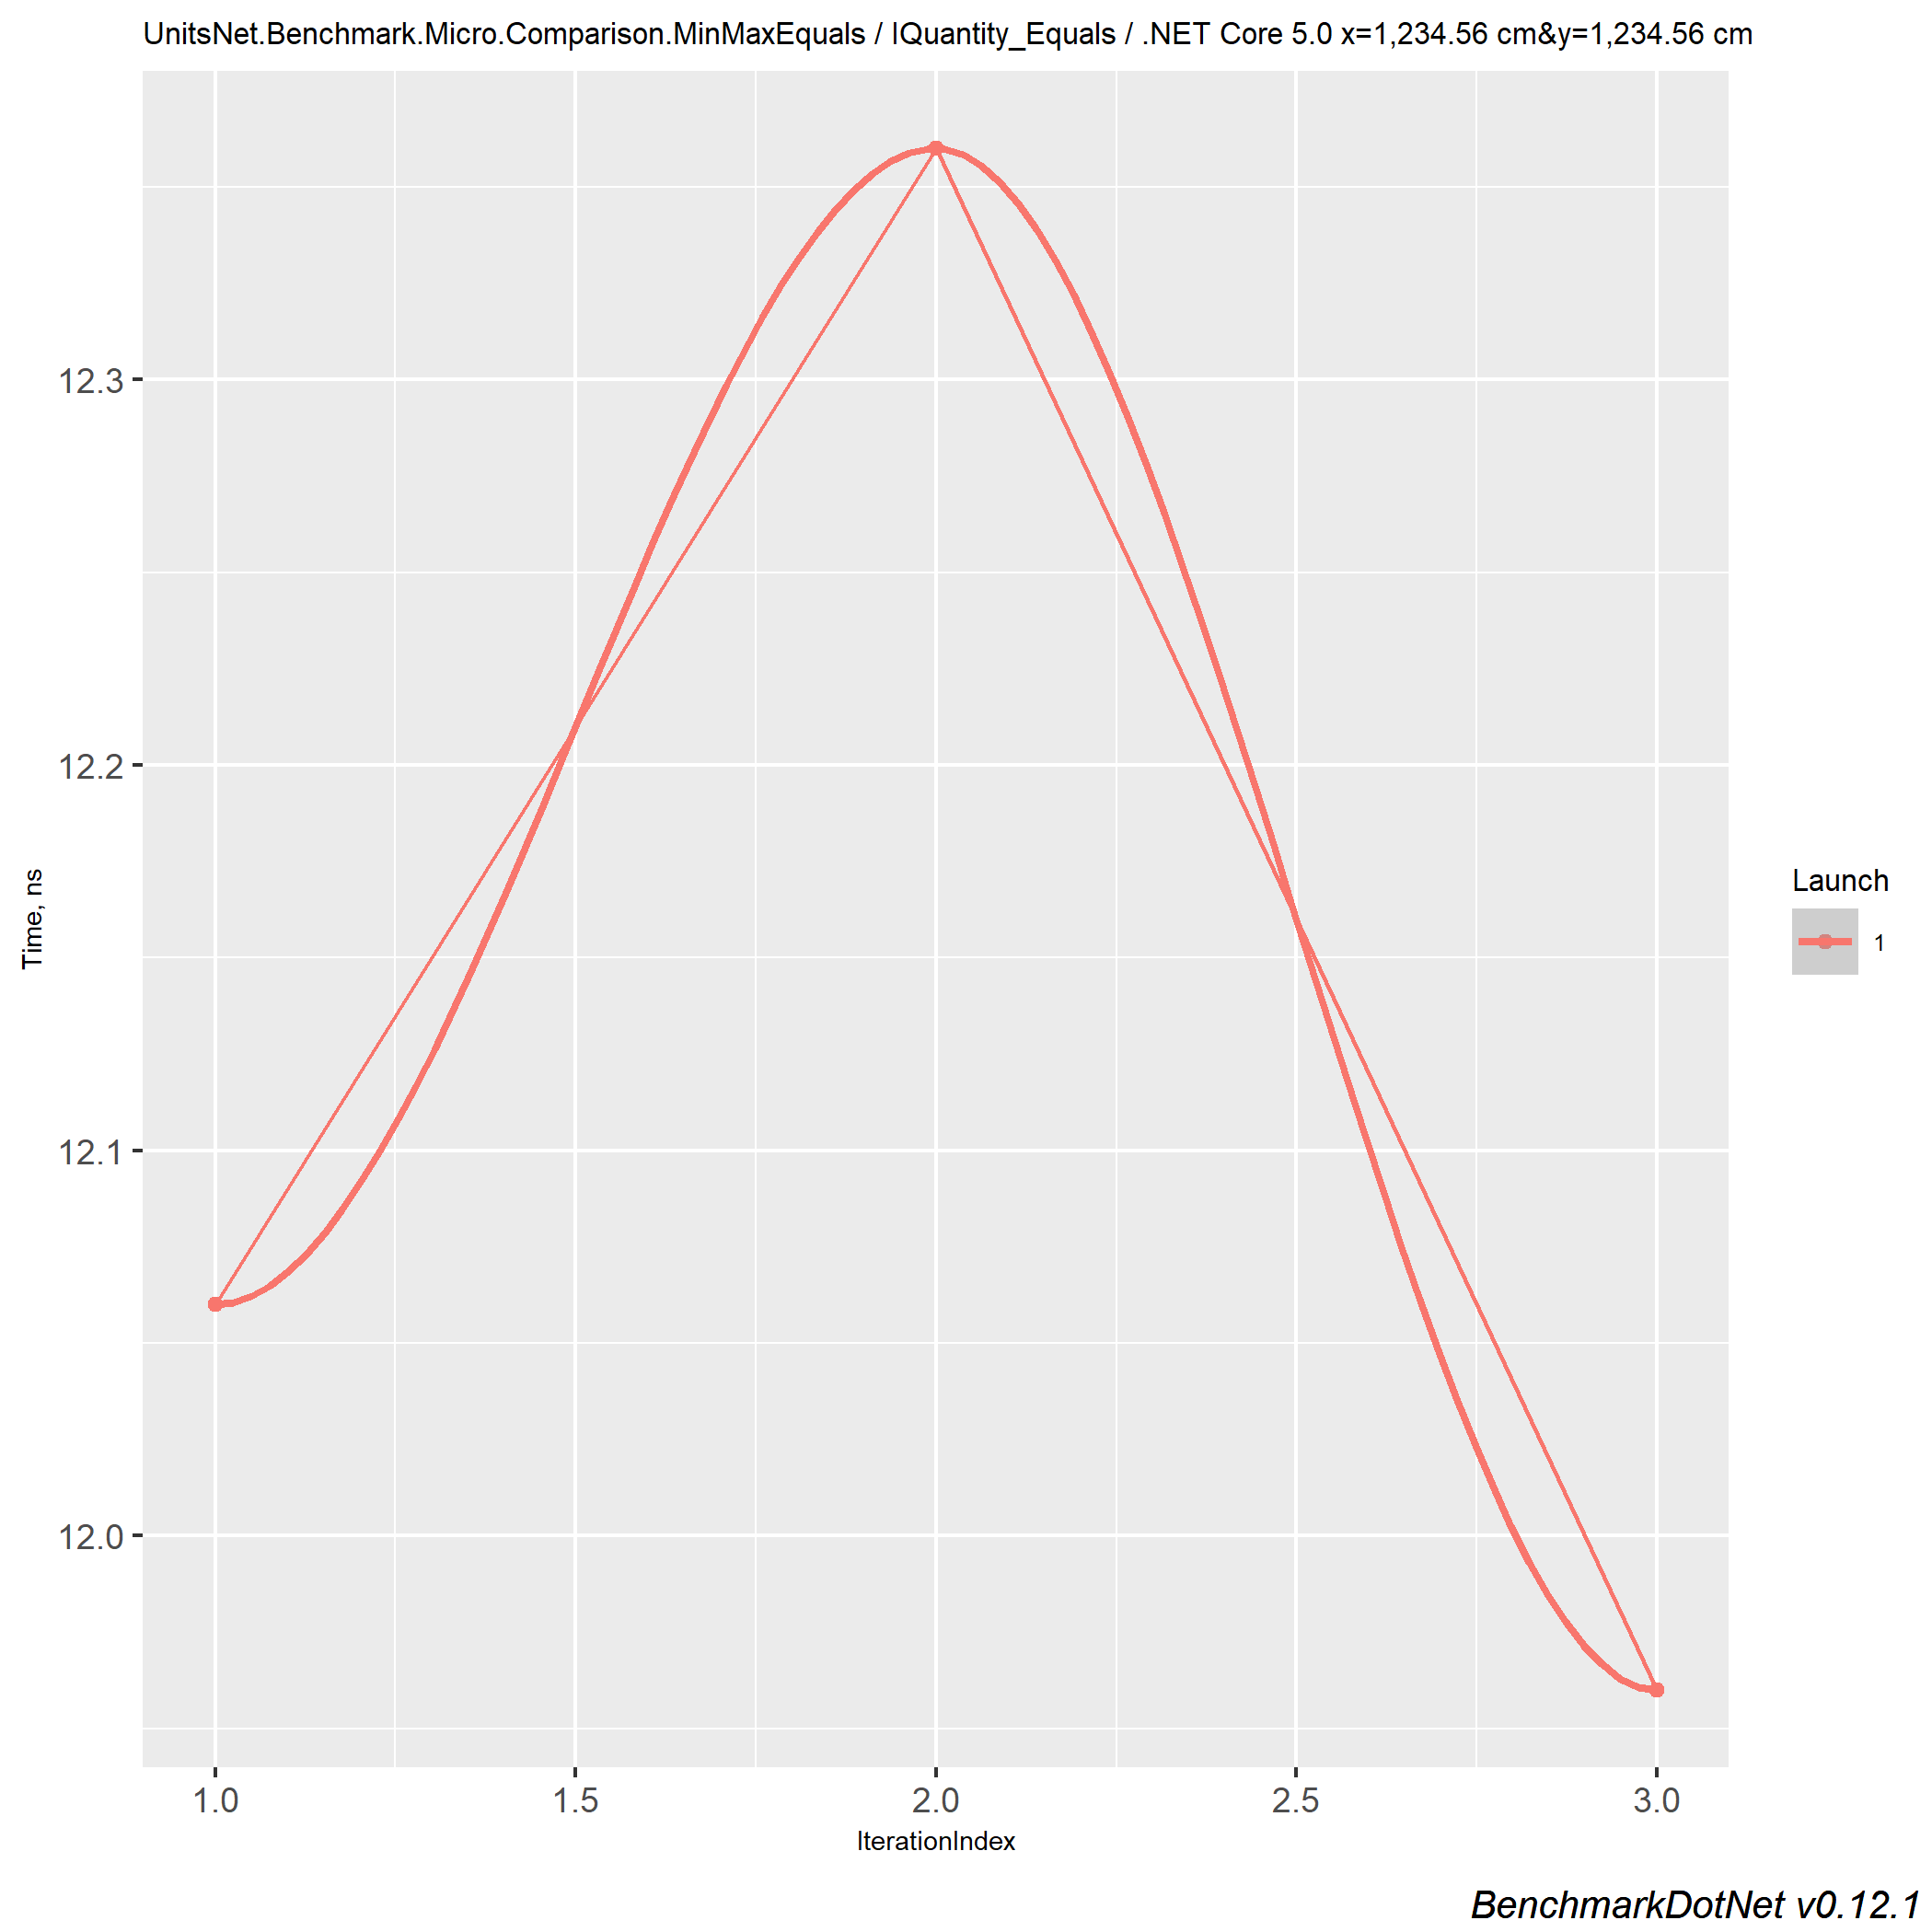 UnitsNet.Benchmark.Micro.Comparison.MinMaxEquals / IQuantity_Equals / .NET Core 5.0 x=1,234.56 cm&y=1,234.56 cm
12.3
12.2
12.1
12.0
Time, ns
1.0 1.5 2.0 2.5 3.0
IterationIndex
Launch
1
BenchmarkDotNet v0.12.1